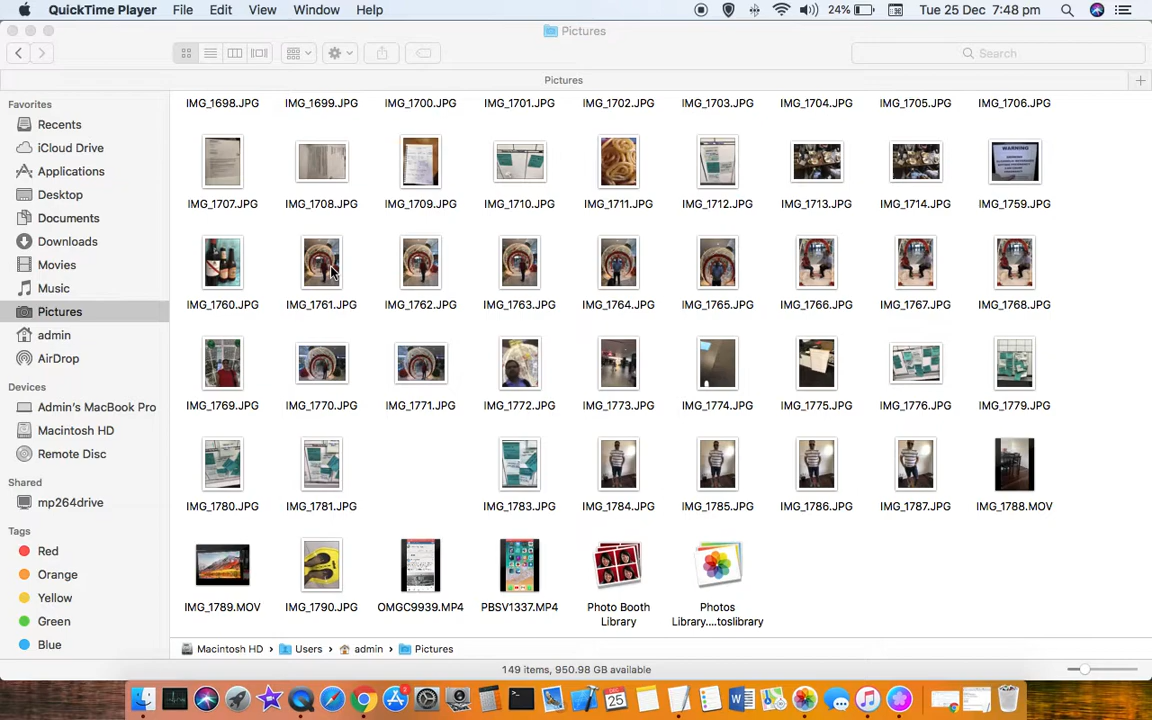 QuickTime Player File Edit View Window Help 24% Tue 25 Dec 7:48 pm
Pictures
Search
Pictures
Favorites
Recents
iCloud Drive
Applications
Desktop
Documents
Downloads
Movies
Music
Pictures
admin
AirDrop
Devices
Admin's MacBook Pro
Macintosh HD
Remote Disc
Shared
mp264drive
Tags
Red
Orange
Yellow
Green
Blue
IMG_1698.JPG IMG_1699.JPG IMG_1700.JPG IMG_1701.JPG IMG_1702.JPG IMG_1703.JPG IMG_1704.JPG IMG_1705.JPG IMG_1706.JPG
WARNING
IMG_1707.JPG IMG_1708.JPG IMG_1709.JPG IMG_1710.JPG IMG_1711.JPG IMG_1712.JPG IMG_1713.JPG IMG_1714.JPG IMG_1759.JPG
IMG_1760.JPG IMG_1761.JPG IMG_1762.JPG IMG_1763.JPG IMG_1764.JPG IMG_1765.JPG IMG_1766.JPG IMG_1767.JPG IMG_1768.JPG
IMG_1769.JPG IMG_1770.JPG IMG_1771.JPG IMG_1772.JPG IMG_1773.JPG IMG_1774.JPG IMG_1775.JPG IMG_1776.JPG IMG_1779.JPG
IMG_1780.JPG IMG_1781.JPG IMG_1783.JPG IMG_1784.JPG IMG_1785.JPG IMG_1786.JPG IMG_1787.JPG IMG_1788.MOV
IMG_1789.MOV IMG_1790.JPG OMGC9939.MP4 PBSV1337.MP4 Photo Booth Photos
Library Library....toslibrary
Macintosh HD Users admin Pictures
149 items, 950.98 GB available
DEC
25